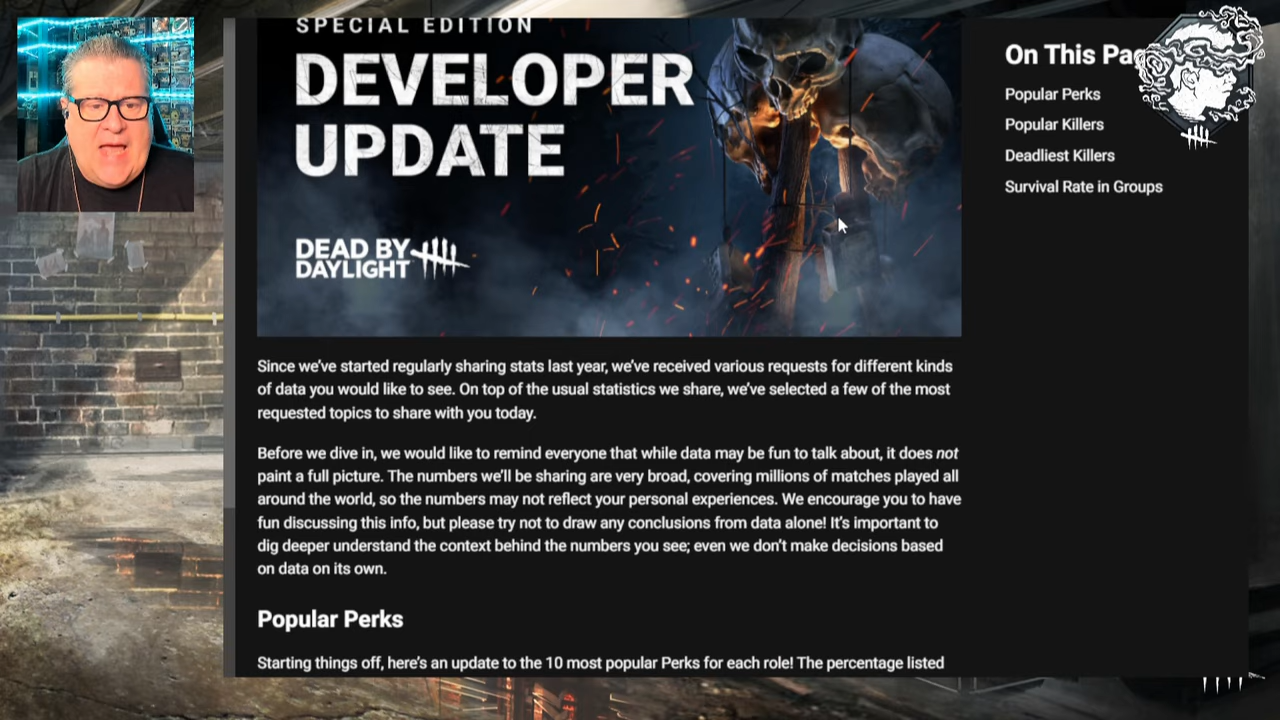 SPECIAL EDITION
DEVELOPER
UPDATE
DEAD BY
DAYLIGHT
Since we've started regularly sharing stats last year, we've received various requests for different kinds
of data you would like to see. On top of the usual statistics we share, we've selected a few of the most
requested topics to share with you today.
Before we dive in, we would like to remind everyone that while data may be fun to talk about, it does not
paint a full picture. The numbers we'll be sharing are very broad, covering millions of matches played all
around the world, so the numbers may not reflect your personal experiences. We encourage you to have
fun discussing this info, but please try not to draw any conclusions from data alone! It's important to
dig deeper understand the context behind the numbers you see; even we don't make decisions based
on data on its own.
Popular Perks
Starting things off, here's an update to the 10 most popular Perks for each role! The percentage listed
On This Pa
Popular Perks
Popular Killers
Deadliest Killers
Survival Rate in Groups